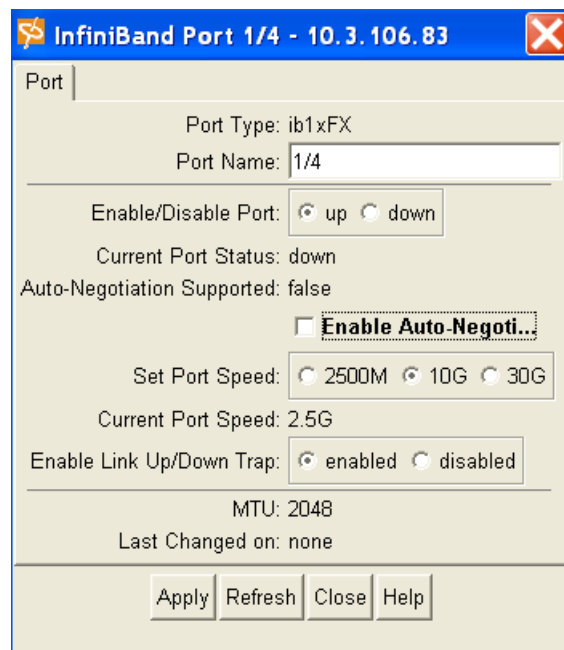 InfiniBand Port 1/4 - 10.3.106.83
Port
Port Type: ib1xFX
Port Name: 1/4
Enable/Disable Port: up down
Current Port Status: down
Auto-Negotiation Supported: false
Enable Auto-Negoti...
Set Port Speed: 2500M 10G 30G
Current Port Speed: 2.5G
Enable Link Up/Down Trap: enabled disabled
MTU: 2048
Last Changed on: none
Apply Refresh Close Help